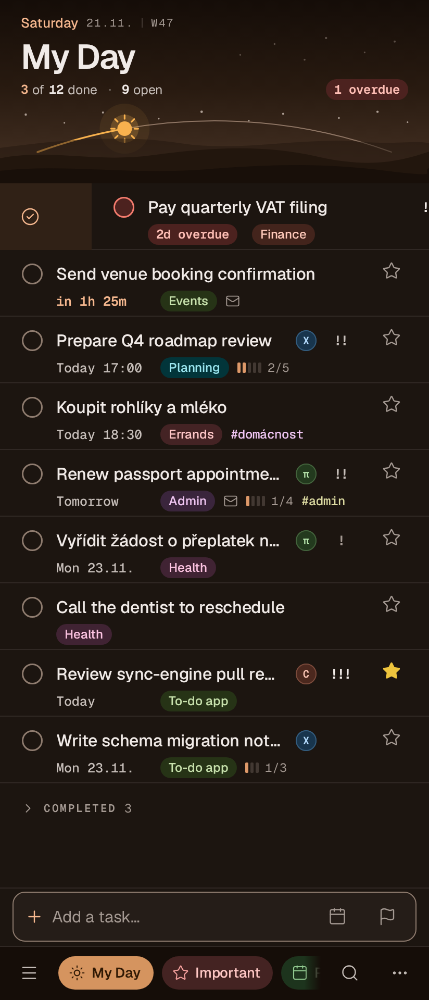 Saturday 21.11. | W47
My Day
3 of 12 done · 9 open
1 overdue
Pay quarterly VAT filing
!
2d overdue Finance
Send venue booking confirmation
in 1h 25m Events
Prepare Q4 roadmap review X !!
Today 17:00 Planning 2/5
Koupit rohlíky a mléko
Today 18:30 Errands #domácnost
Renew passport appointme… π !!
Tomorrow Admin 1/4 #admin
Vyřídit žádost o přeplatek n… π !
Mon 23.11. Health
Call the dentist to reschedule
Health
Review sync-engine pull re… C !!!
Today To-do app
Write schema migration not… X
Mon 23.11. To-do app 1/3
COMPLETED 3
Add a task…
My Day Important